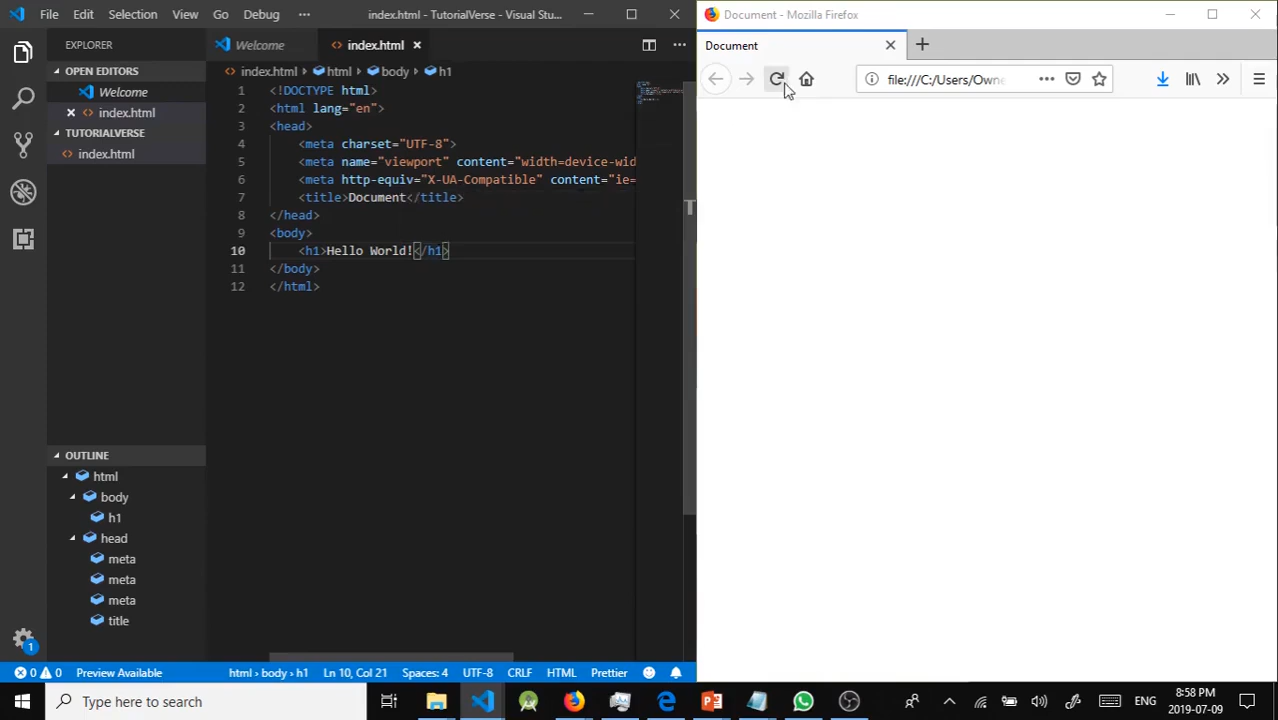 File Edit Selection View Go Debug ••• index.html - TutorialVerse - Visual Stu...
Document - Mozilla Firefox
EXPLORER
OPEN EDITORS
Welcome
index.html
TUTORIALVERSE
index.html
OUTLINE
html
body
h1
head
meta
meta
meta
title
Welcome index.html
index.html › html › body › h1
1 <!DOCTYPE html>
2 <html lang="en">
3 <head>
4 <meta charset="UTF-8">
5 <meta name="viewport" content="width=device-wid
6 <meta http-equiv="X-UA-Compatible" content="ie=
7 <title>Document</title>
8 </head>
9 <body>
10 <h1>Hello World!</h1>
11 </body>
12 </html>
Document
file:///C:/Users/Owne
1
0 0 Preview Available html › body › h1 Ln 10, Col 21 Spaces: 4 UTF-8 CRLF HTML Prettier
Type here to search
ENG
8:58 PM
2019-07-09